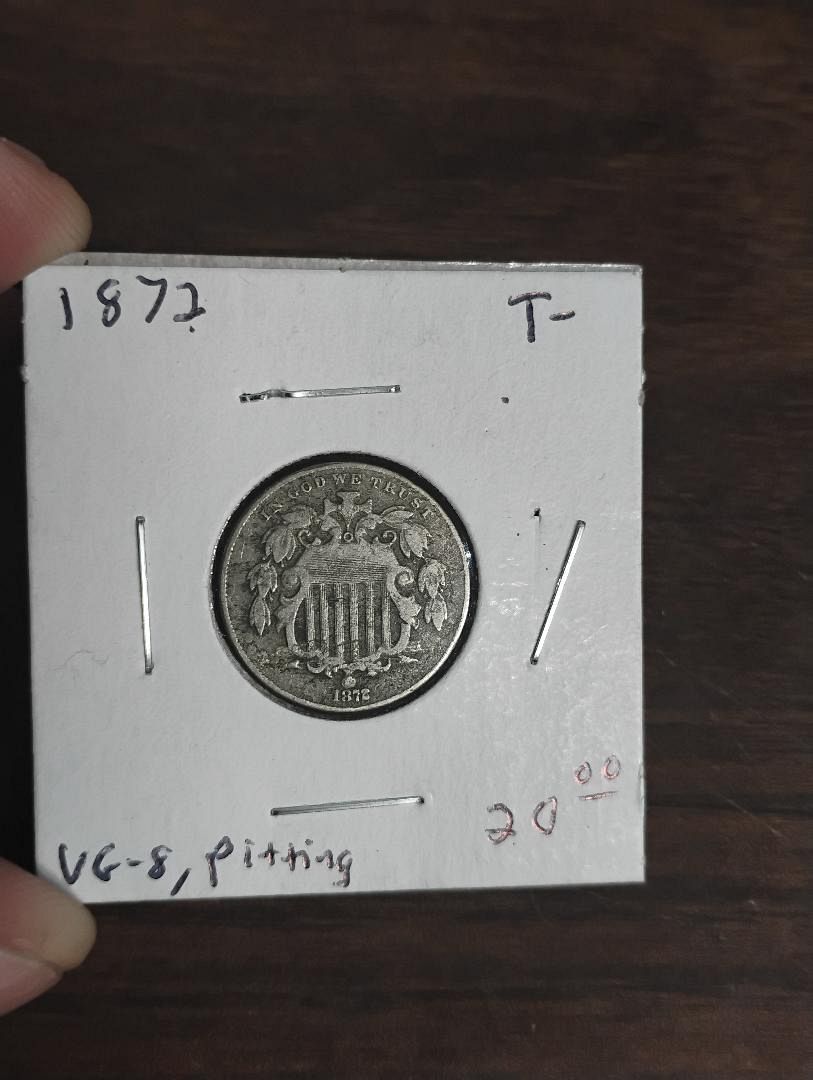 1872 T-
IN GOD WE TRUST
1872
20 00
VG-8, pitting